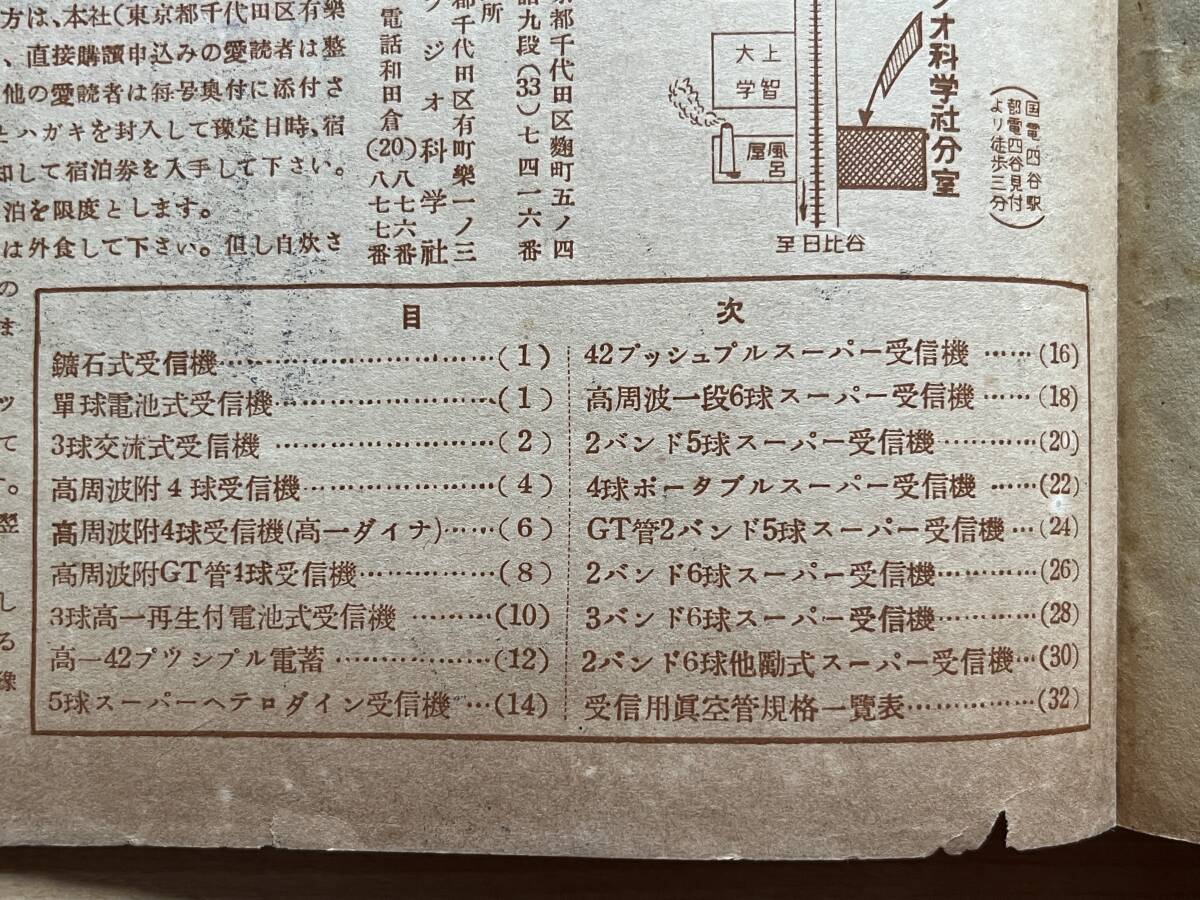 方は、本社(東京都千代田区有樂
、直接購讀申込みの愛読者は整
他の愛読者は毎号奥付に添付さ
ハガキを封入して豫定日時、宿
却して宿泊劵を入手して下さい。
泊を限度とします。
は外食して下さい。但し自炊さ
の
ま
ッ
て
す。
翌
し
る
豫
京都千代田区麹町五ノ四
話九段(33)七四一六番
所
都千代田区有町樂一ノ三
ラジオ科学社
電話和田倉(20)八七六番
八七七番
オ科学社分室
(国電四谷駅
都電四谷見付
より徒歩三分)
上智
大学
風呂
屋
至日比谷
目次
鑛石式受信機……(1)
單球電池式受信機……(1)
3球交流式受信機……(2)
高周波附4球受信機……(4)
高周波附4球受信機(高一ダイナ)……(6)
高周波附GT管4球受信機……(8)
3球高一再生付電池式受信機……(10)
高一42プツシプル電蓄……(12)
5球スーパーヘテロダイン受信機…(14)
42プッシュプルスーパー受信機……(16)
高周波一段6球スーパー受信機……(18)
2バンド5球スーパー受信機……(20)
4球ポータブルスーパー受信機……(22)
GT管2バンド5球スーパー受信機…(24)
2バンド6球スーパー受信機……(26)
3バンド6球スーパー受信機……(28)
2バンド6球他勵式スーパー受信機…(30)
受信用眞空管規格一覽表……(32)